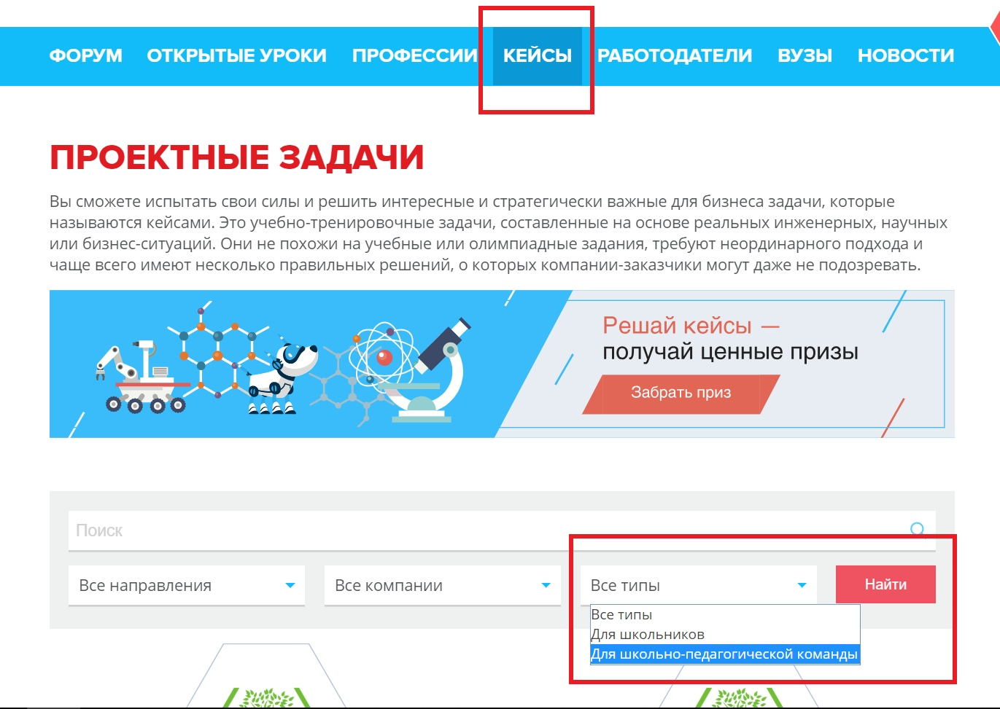 ФОРУМ ОТКРЫТЫЕ УРОКИ ПРОФЕССИИ КЕЙСЫ РАБОТОДАТЕЛИ ВУЗЫ НОВОСТИ
ПРОЕКТНЫЕ ЗАДАЧИ
Вы сможете испытать свои силы и решить интересные и стратегически важные для бизнеса задачи, которые
называются кейсами. Это учебно-тренировочные задачи, составленные на основе реальных инженерных, научных
или бизнес-ситуаций. Они не похожи на учебные или олимпиадные задания, требуют неординарного подхода и
чаще всего имеют несколько правильных решений, о которых компании-заказчики могут даже не подозревать.
Решай кейсы —
получай ценные призы
Забрать приз
Поиск
Все направления Все компании Все типы Найти
Все типы
Для школьников
Для школьно-педагогической команды